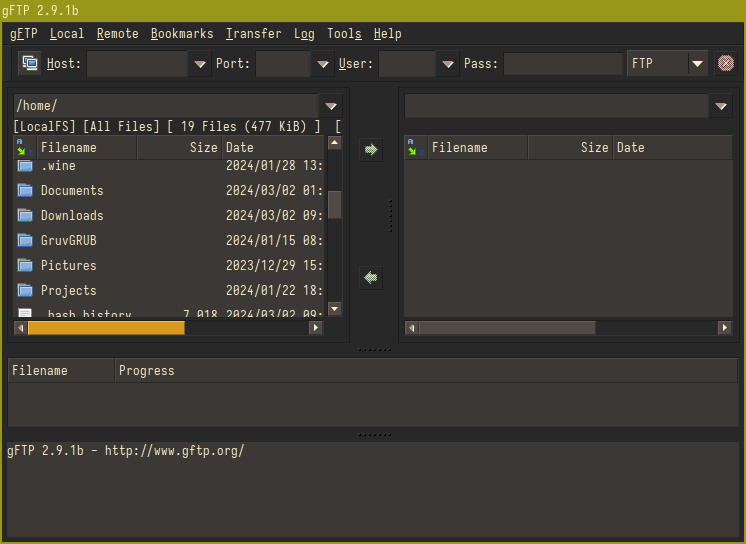 gFTP 2.9.1b
gFTP Local Remote Bookmarks Transfer Log Tools Help
Host: Port: User: Pass: FTP
/home/
[LocalFS] [All Files] [ 19 Files (477 KiB) ] [
Filename Size Date
.wine 2024/01/28 13:
Documents 2024/03/02 01:
Downloads 2024/03/02 09:
GruvGRUB 2024/01/15 08:
Pictures 2023/12/29 15:
Projects 2024/01/22 18:
.bash_history 7,018 2024/03/02 09:
Filename Size Date
Filename Progress
gFTP 2.9.1b - http://www.gftp.org/